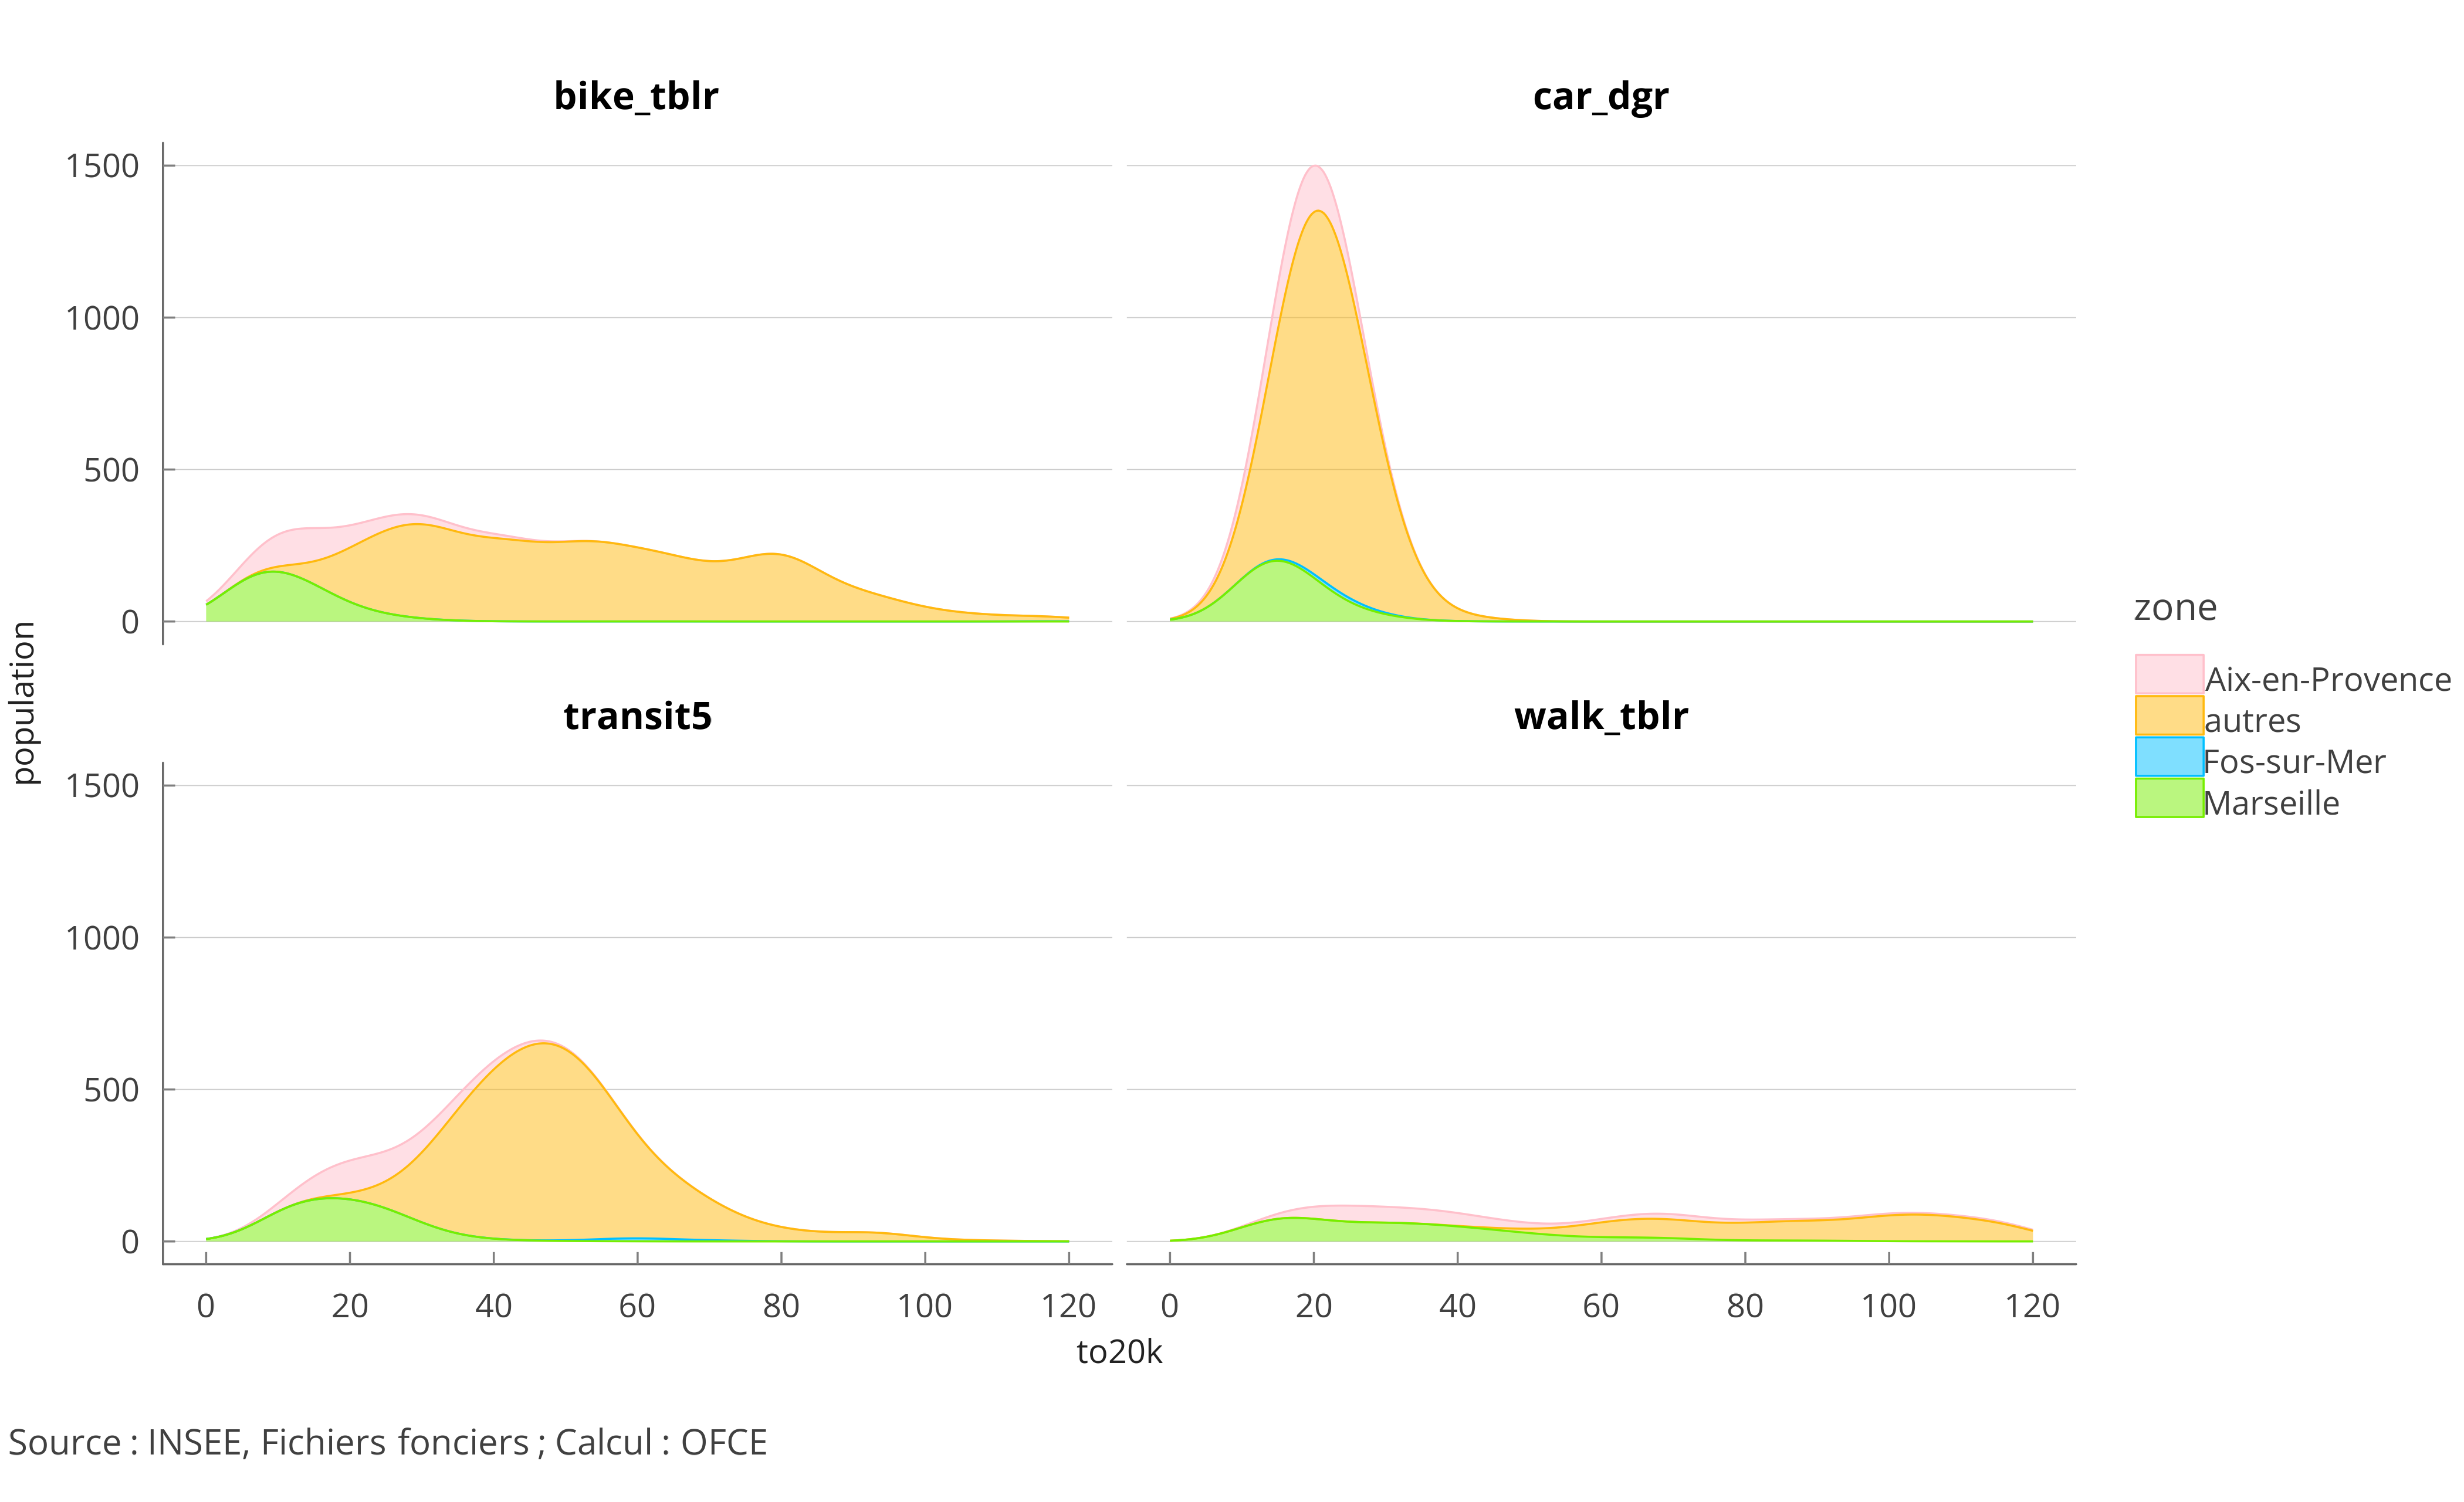 bike_tblr
car_dgr
1500
1000
500
0
transit5
walk_tblr
1500
1000
500
0
0 20 40 60 80 100 120
0 20 40 60 80 100 120
to20k
population
zone
Aix-en-Provence
autres
Fos-sur-Mer
Marseille
Source : INSEE, Fichiers fonciers ; Calcul : OFCE